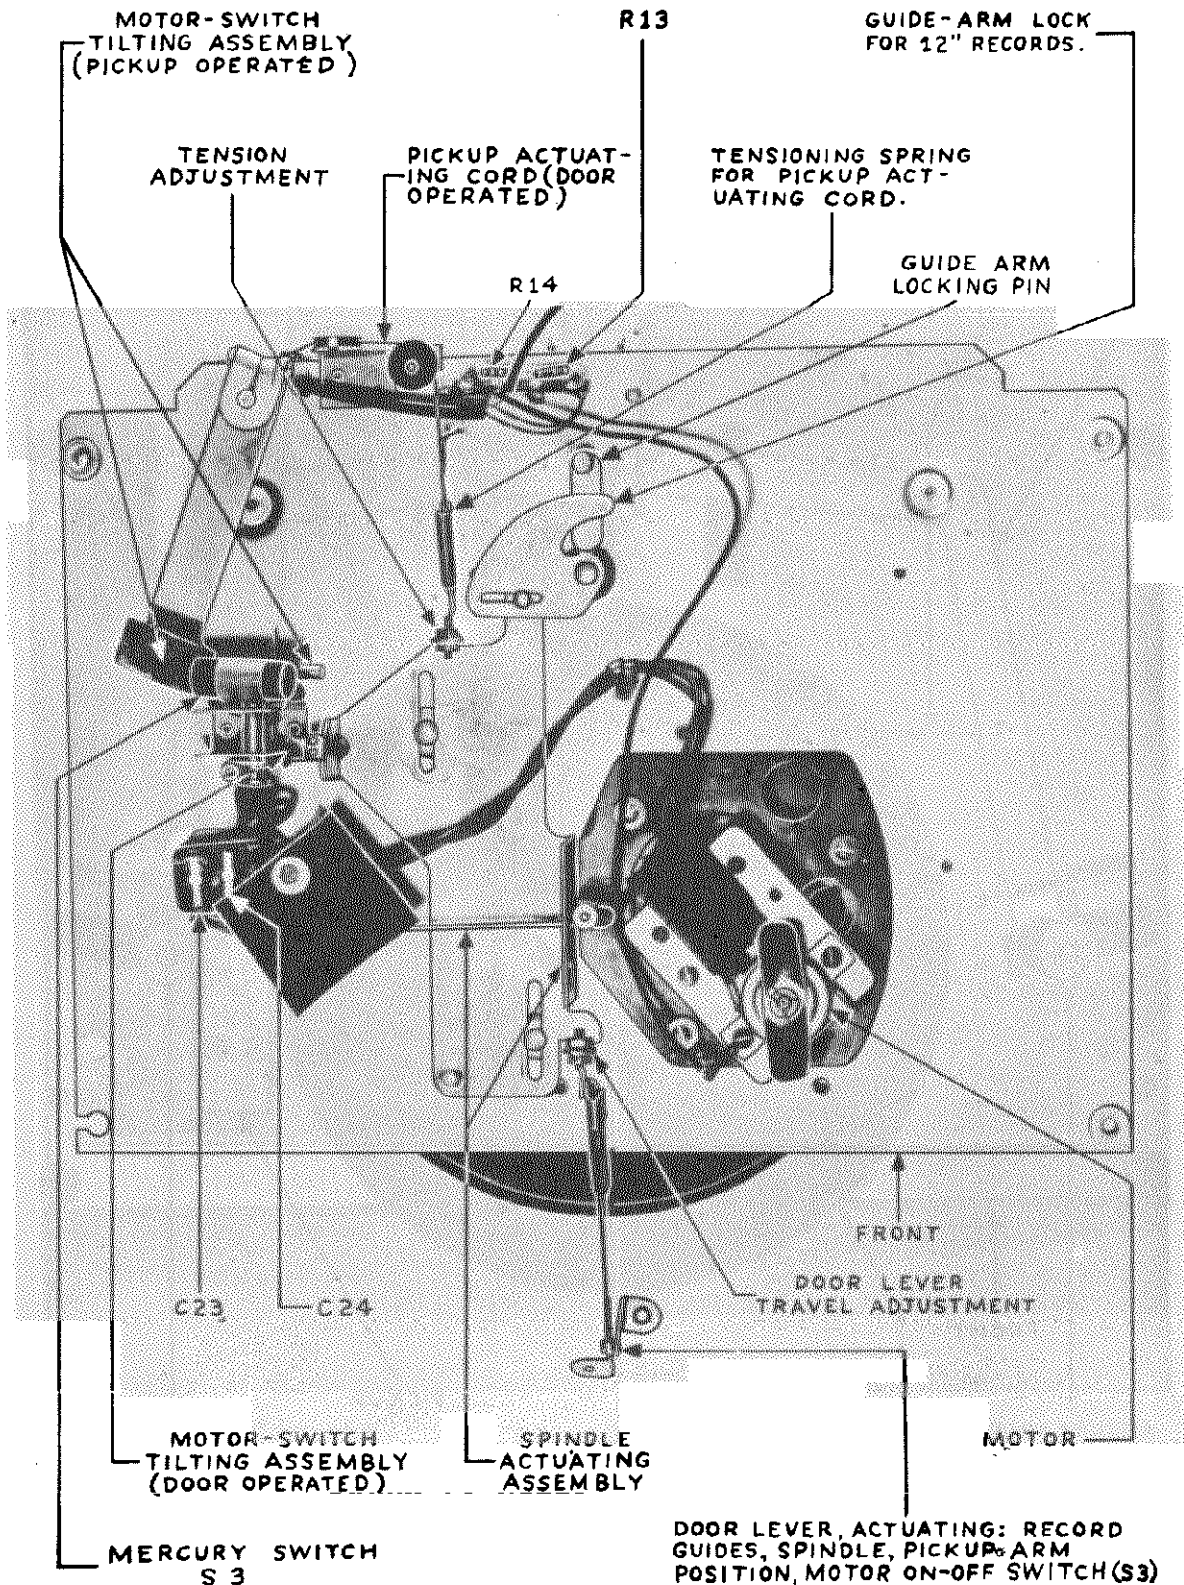 MOTOR-SWITCH
TILTING ASSEMBLY
(PICKUP OPERATED)
R13
GUIDE-ARM LOCK
FOR 12" RECORDS.
TENSION
ADJUSTMENT
PICKUP ACTUAT-
ING CORD(DOOR
OPERATED)
TENSIONING SPRING
FOR PICKUP ACT-
UATING CORD.
R14
GUIDE ARM
LOCKING PIN
FRONT
DOOR LEVER
TRAVEL ADJUSTMENT
C23
C24
MOTOR-SWITCH
TILTING ASSEMBLY
(DOOR OPERATED)
SPINDLE
ACTUATING
ASSEMBLY
MOTOR
MERCURY SWITCH
S3
DOOR LEVER, ACTUATING: RECORD
GUIDES, SPINDLE, PICKUP-ARM
POSITION, MOTOR ON-OFF SWITCH(S3)